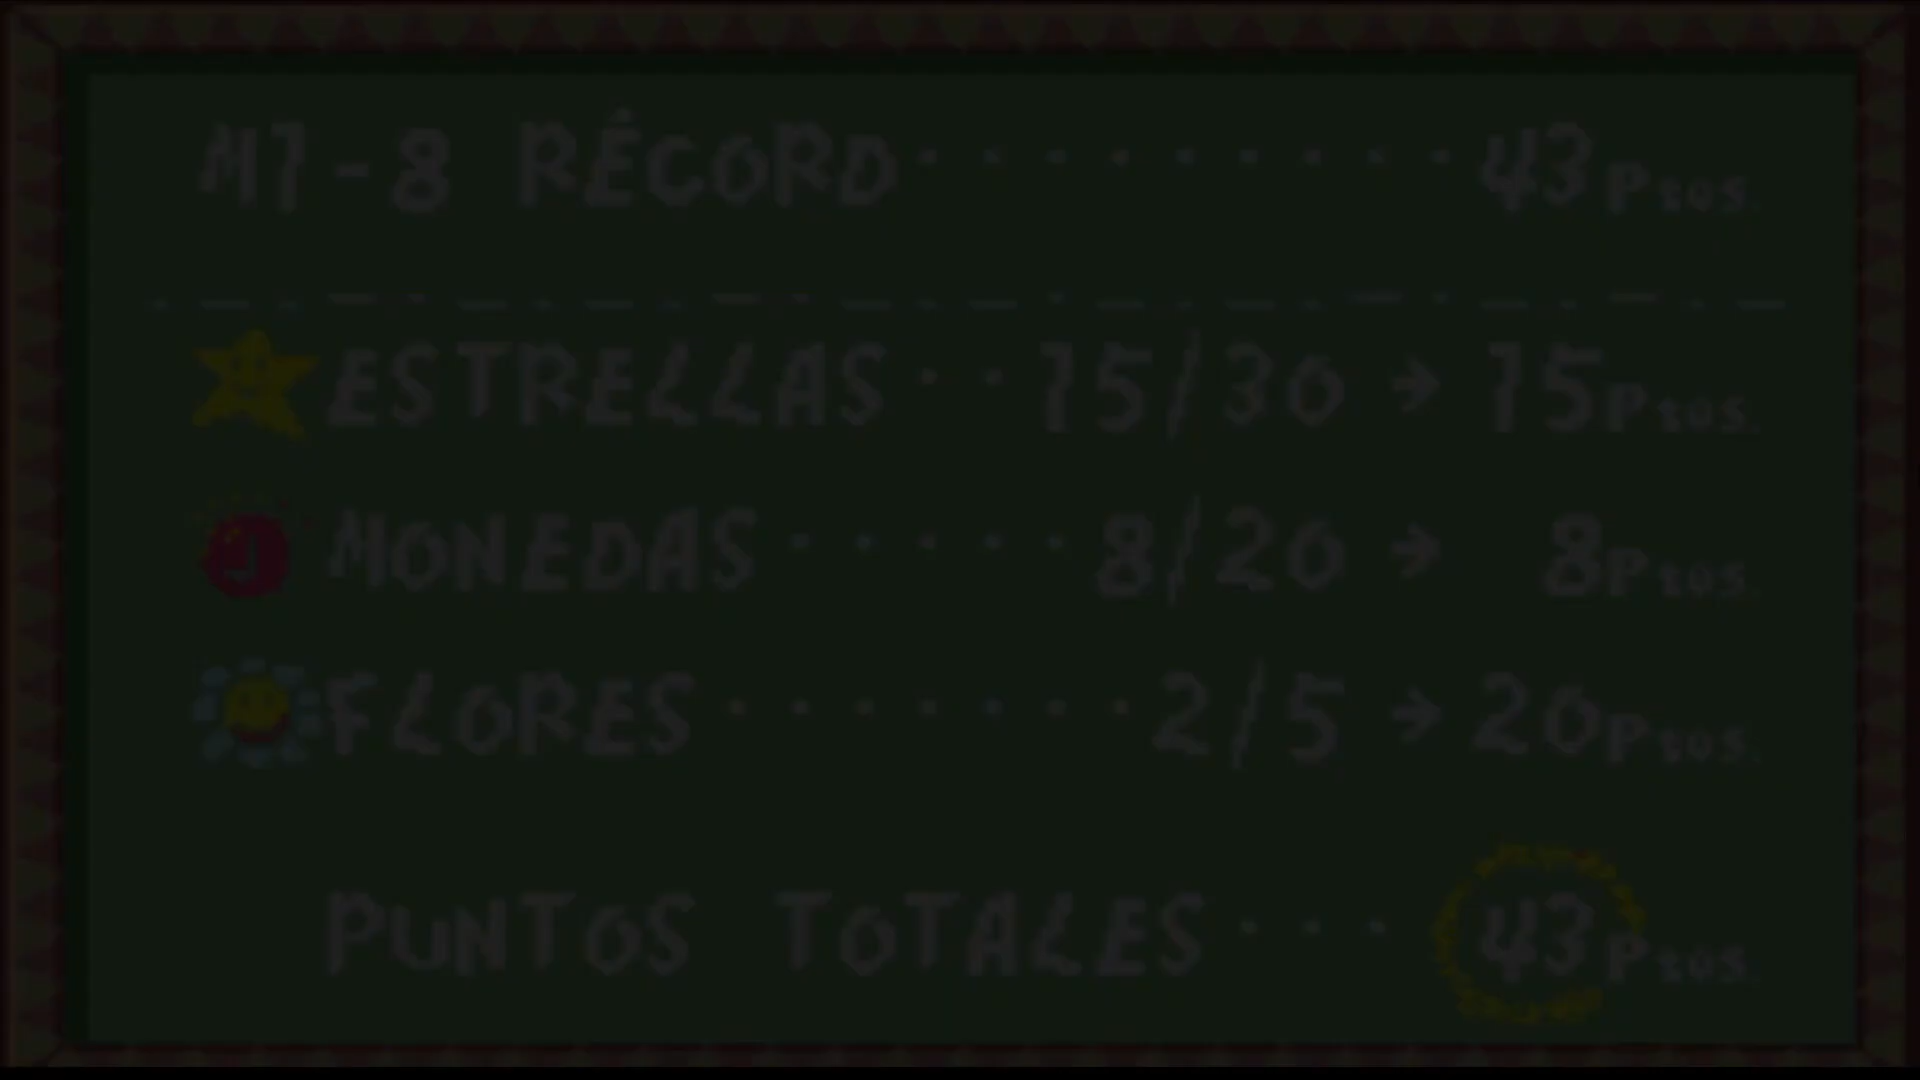 M1-8 RÉCORD·········43Ptos.
ESTRELLAS··15/30→15Ptos.
MONEDAS·····8/20→8Ptos.
FLORES·······2/5→20Ptos.
PUNTOS TOTALES···43Ptos.